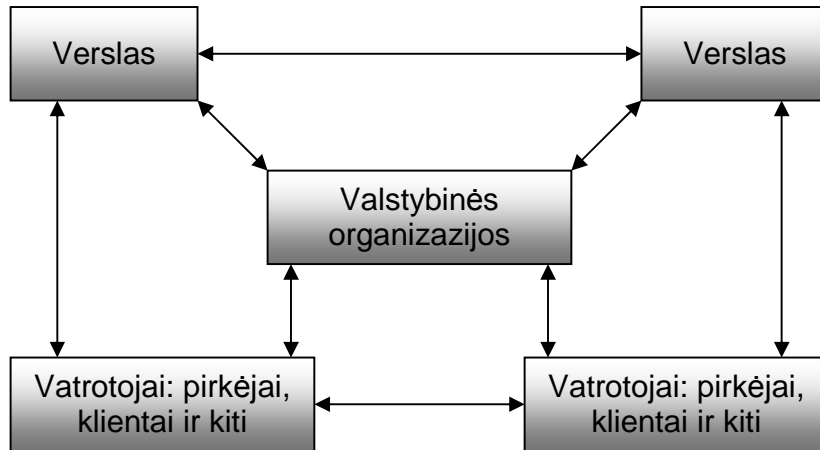 Verslas
Verslas
Valstybinės
organizazijos
Vatrotojai: pirkėjai,
klientai ir kiti
Vatrotojai: pirkėjai,
klientai ir kiti